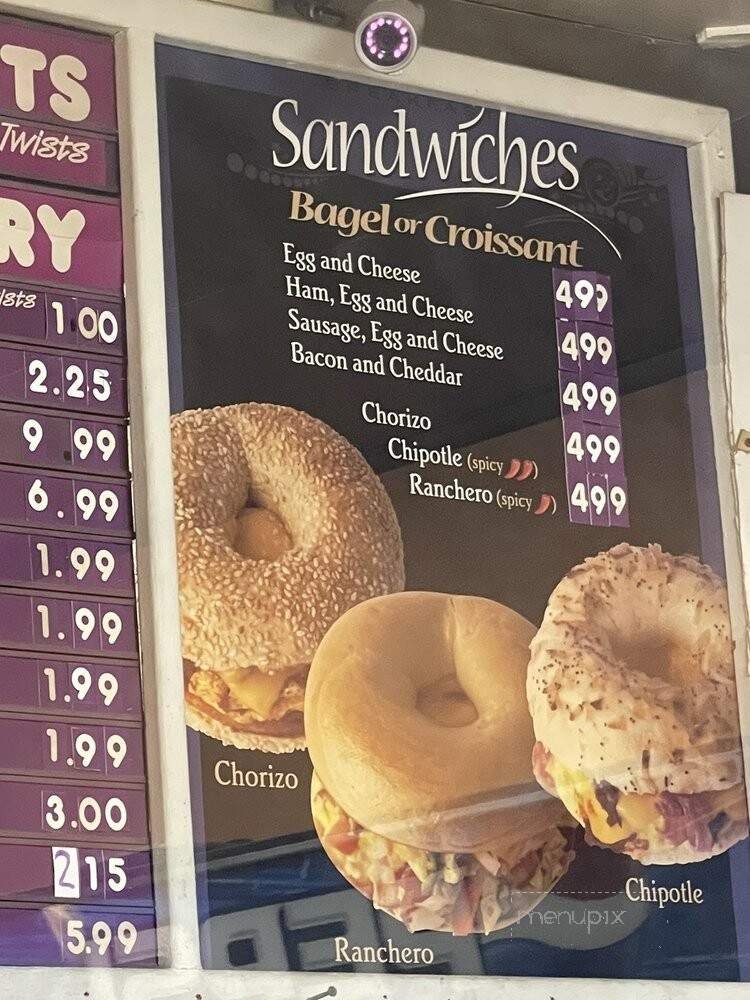 TS
Twists
RY
ists
1.00
2.25
9 99
6.99
1.99
1.99
1.99
1.99
3.00
215
5.99
Sandwiches
Bagel or Croissant
Egg and Cheese
Ham, Egg and Cheese
Sausage, Egg and Cheese
Bacon and Cheddar
Chorizo
Chipotle (spicy )
Ranchero (spicy )
499
499
499
499
499
Chorizo
Ranchero
Chipotle
menupix